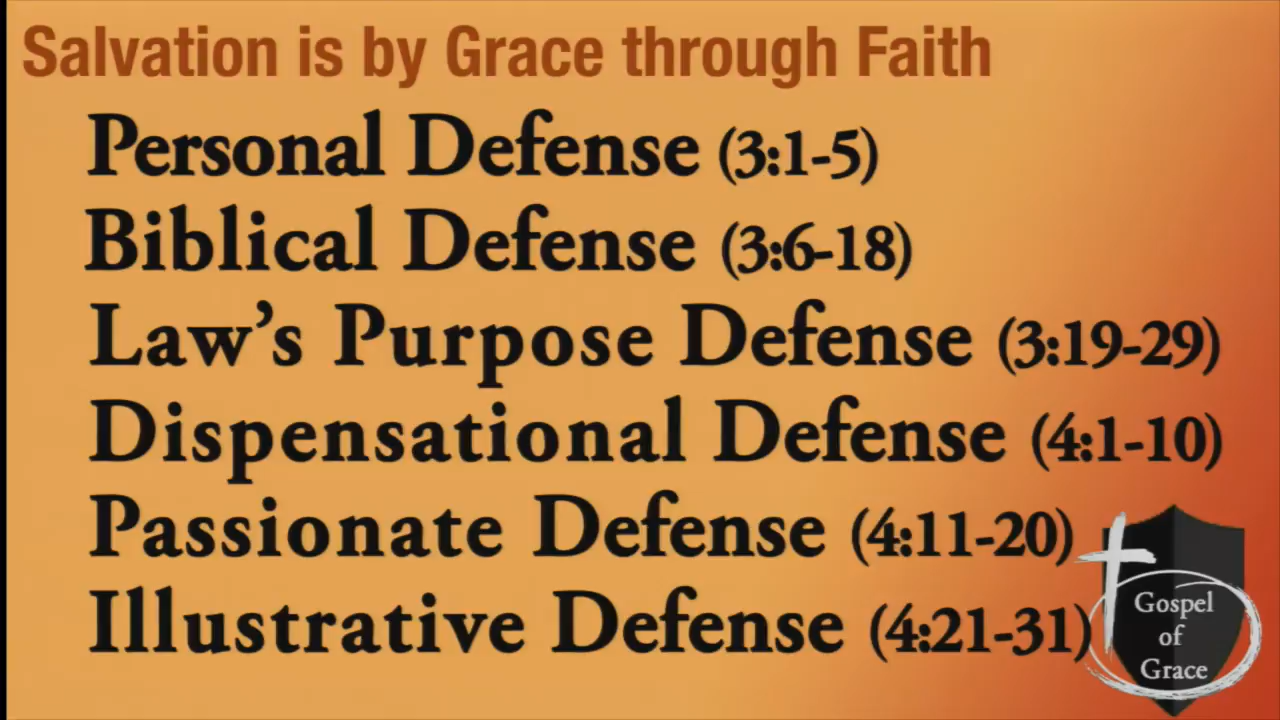 Salvation is by Grace through Faith
Personal Defense (3:1-5)
Biblical Defense (3:6-18)
Law’s Purpose Defense (3:19-29)
Dispensational Defense (4:1-10)
Passionate Defense (4:11-20)
Illustrative Defense (4:21-31)
Gospel
of
Grace